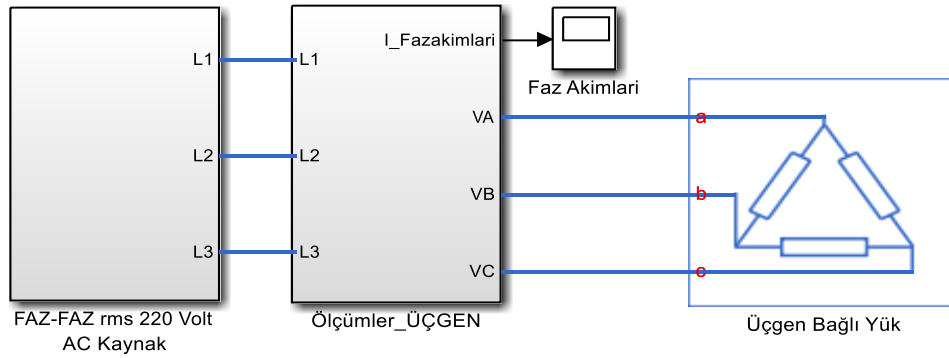 I_Fazakimlari
L1
L1
Faz Akimlari
VA
a
L2
L2
VB
b
L3
L3
VC
c
FAZ-FAZ rms 220 Volt
AC Kaynak
Ölçümler_ÜÇGEN
Üçgen Bağlı Yük